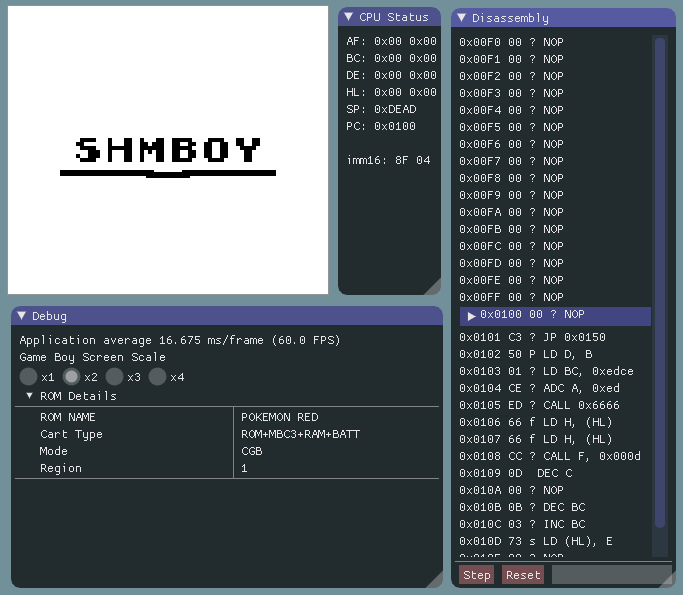 SHMBOY
▼ CPU Status
AF: 0x00 0x00
BC: 0x00 0x00
DE: 0x00 0x00
HL: 0x00 0x00
SP: 0xDEAD
PC: 0x0100
imm16: 8F 04
▼ Disassembly
0x00F0 00 ? NOP
0x00F1 00 ? NOP
0x00F2 00 ? NOP
0x00F3 00 ? NOP
0x00F4 00 ? NOP
0x00F5 00 ? NOP
0x00F6 00 ? NOP
0x00F7 00 ? NOP
0x00F8 00 ? NOP
0x00F9 00 ? NOP
0x00FA 00 ? NOP
0x00FB 00 ? NOP
0x00FC 00 ? NOP
0x00FD 00 ? NOP
0x00FE 00 ? NOP
0x00FF 00 ? NOP
▶ 0x0100 00 ? NOP
0x0101 C3 ? JP 0x0150
0x0102 50 P LD D, B
0x0103 01 ? LD BC, 0xedce
0x0104 CE ? ADC A, 0xed
0x0105 ED ? CALL 0x6666
0x0106 66 f LD H, (HL)
0x0107 66 f LD H, (HL)
0x0108 CC ? CALL F, 0x000d
0x0109 0D  DEC C
0x010A 00 ? NOP
0x010B 0B ? DEC BC
0x010C 03 ? INC BC
0x010D 73 s LD (HL), E
0x010E 00 ? NOP
Step Reset
▼ Debug
Application average 16.675 ms/frame (60.0 FPS)
Game Boy Screen Scale
x1 x2 x3 x4
▼ ROM Details
ROM NAME POKEMON RED
Cart Type ROM+MBC3+RAM+BATT
Mode CGB
Region 1